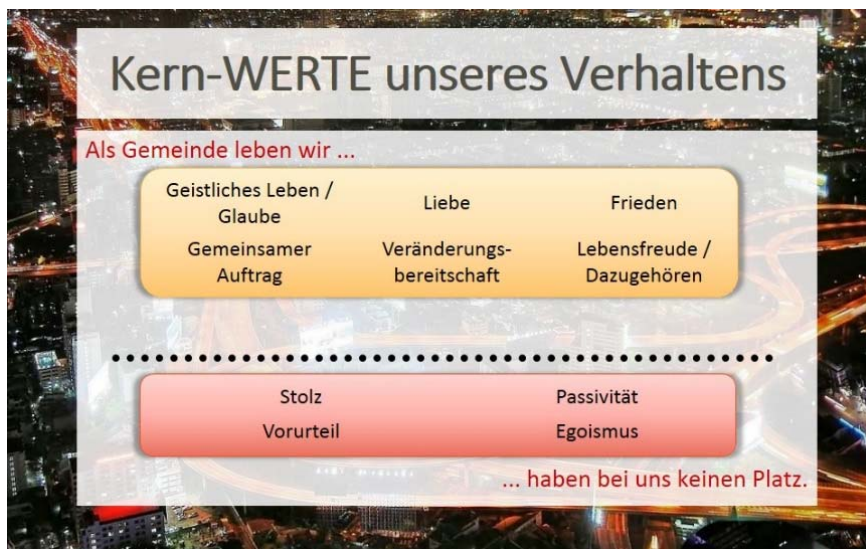 Kern-WERTE unseres Verhaltens
Als Gemeinde leben wir ...
Geistliches Leben /
Glaube
Liebe
Frieden
Gemeinsamer
Auftrag
Veränderungs-
bereitschaft
Lebensfreude /
Dazugehören
Stolz
Passivität
Vorurteil
Egoismus
... haben bei uns keinen Platz.